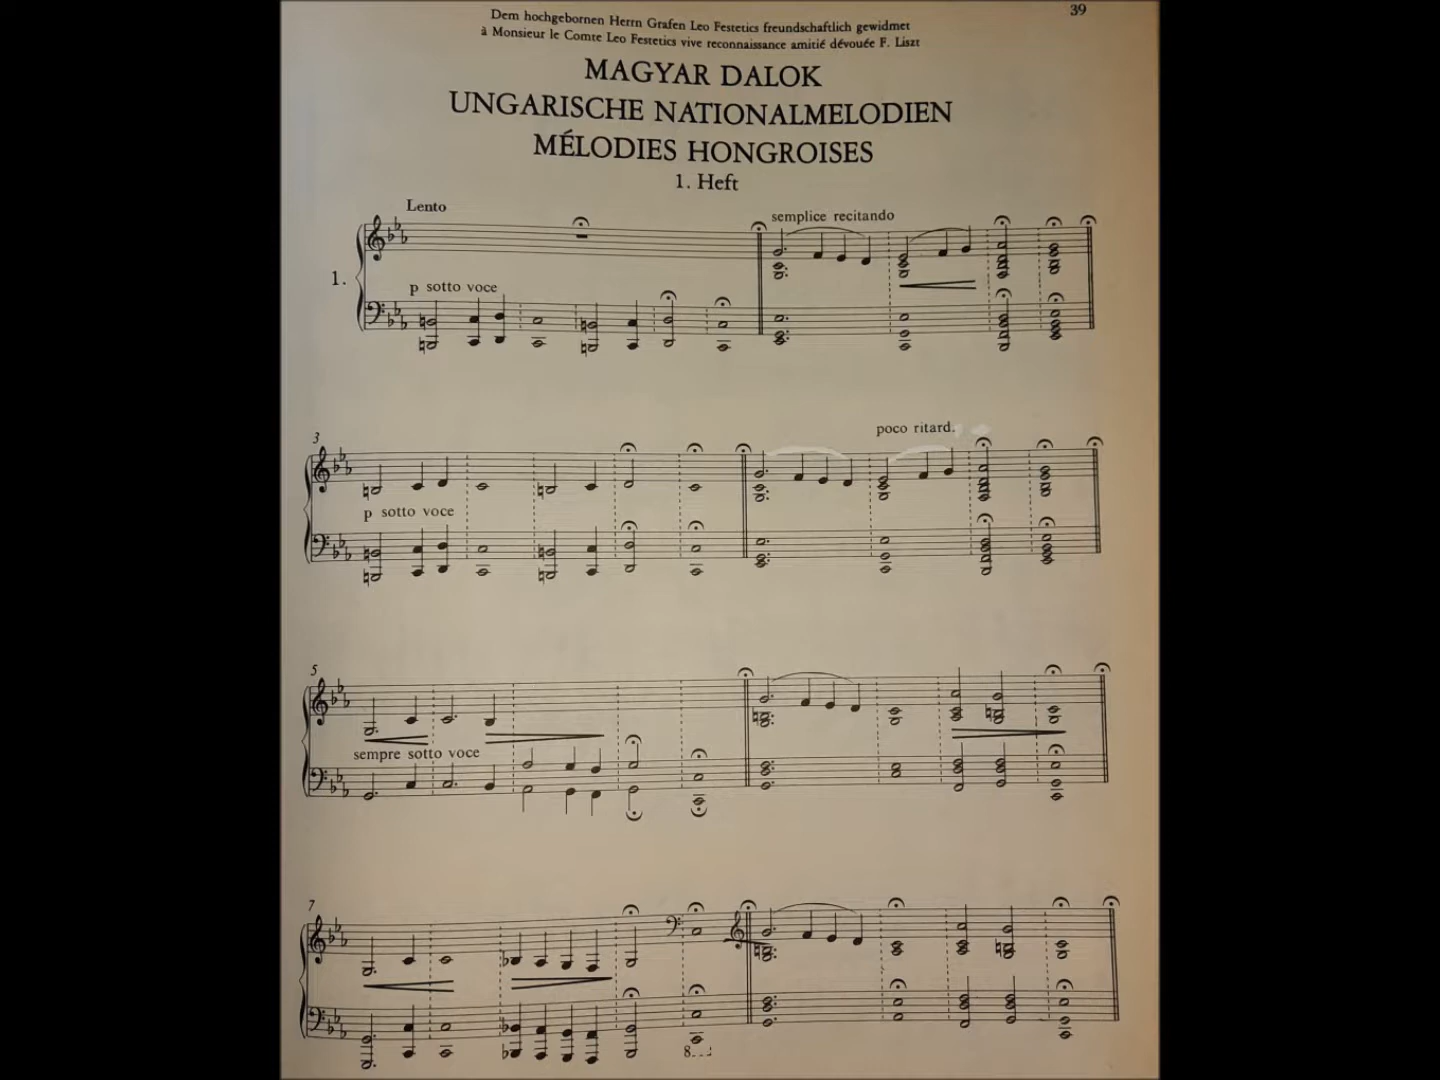 39
Dem hochgebornen Herrn Grafen Leo Festetics freundschaftlich gewidmet
à Monsieur le Comte Leo Festetics vive reconnaissance amitié dévouée F. Liszt
MAGYAR DALOK
UNGARISCHE NATIONALMELODIEN
MÉLODIES HONGROISES
1. Heft
Lento
semplice recitando
1.
p sotto voce
3
poco ritard.
p sotto voce
5
sempre sotto voce
7
8